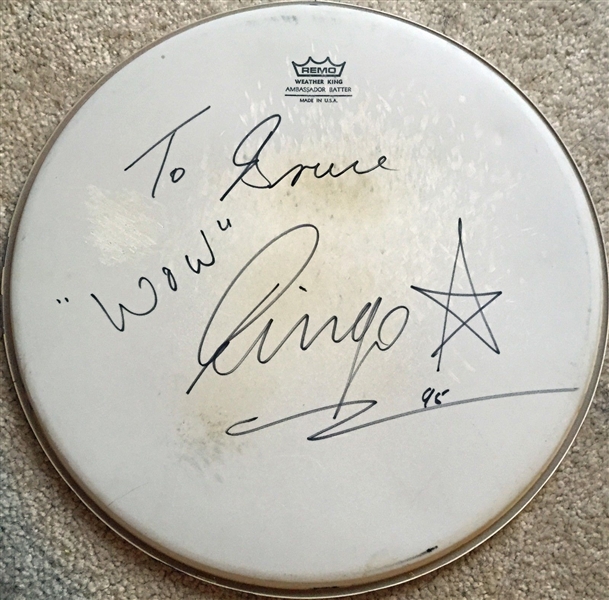 REMO
WEATHER KING
AMBASSADOR BATTER
MADE IN U.S.A.
To Bruce
"WOW"
Ringo
95